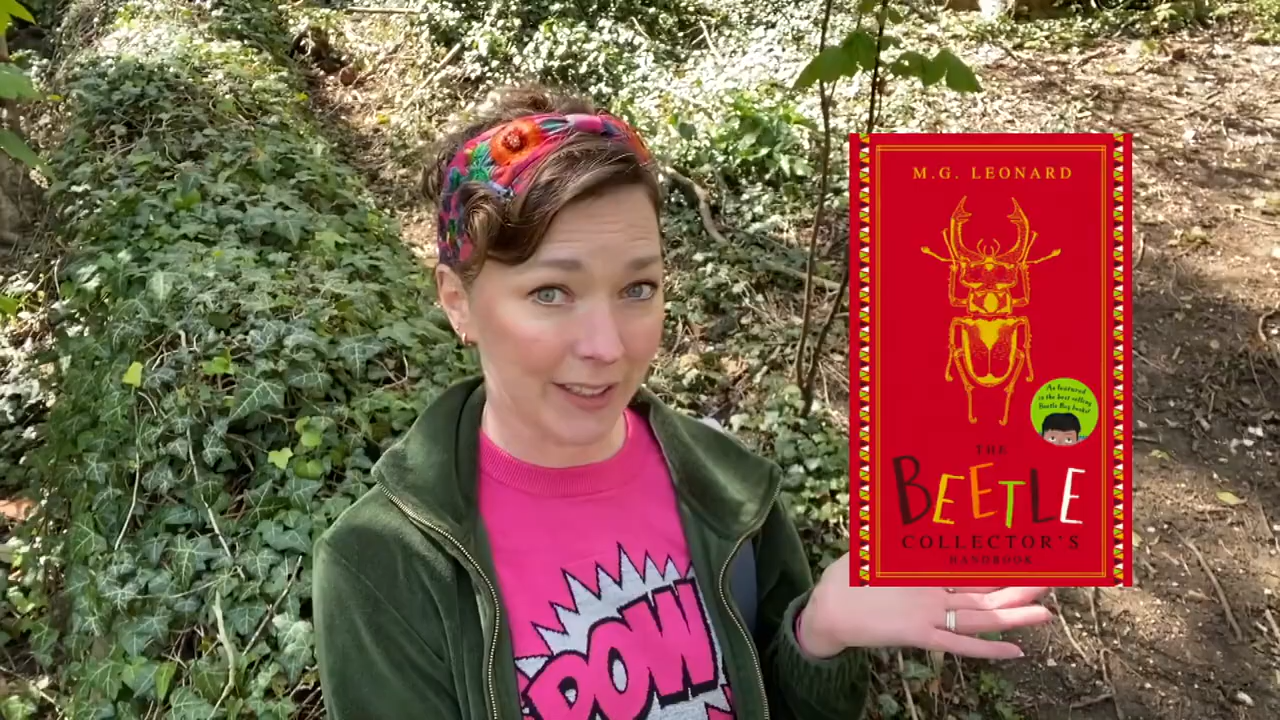 M.G. LEONARD
As featured
in the best selling
Beetle Boy books!
THE
BEETLE
COLLECTOR'S
HANDBOOK
POW